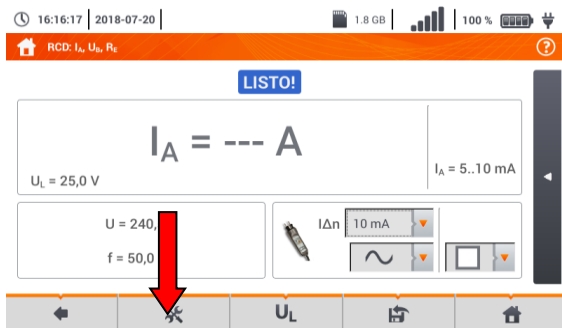 16:16:17 2018-07-20 1.8 GB 100 %
RCD: IA, UB, RE ?
LISTO!
IA = --- A
IA = 5..10 mA
UL = 25,0 V
U = 240,
IΔn 10 mA
f = 50,0
UL